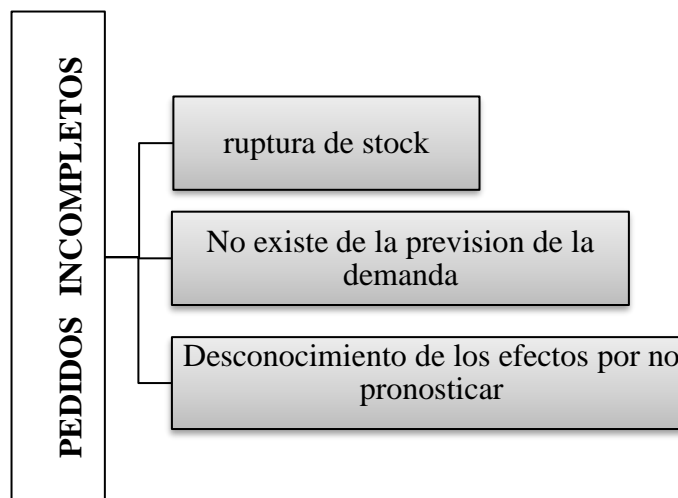 PEDIDOS INCOMPLETOS
ruptura de stock
No existe de la prevision de la
demanda
Desconocimiento de los efectos por no
pronosticar